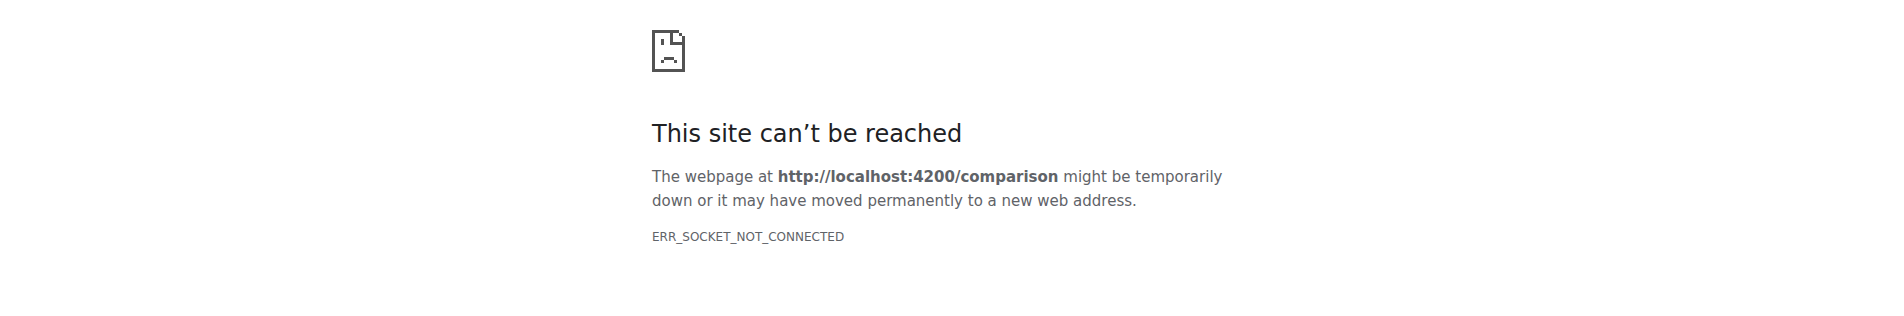 This site can’t be reached
The webpage at http://localhost:4200/comparison might be temporarily
down or it may have moved permanently to a new web address.
ERR_SOCKET_NOT_CONNECTED